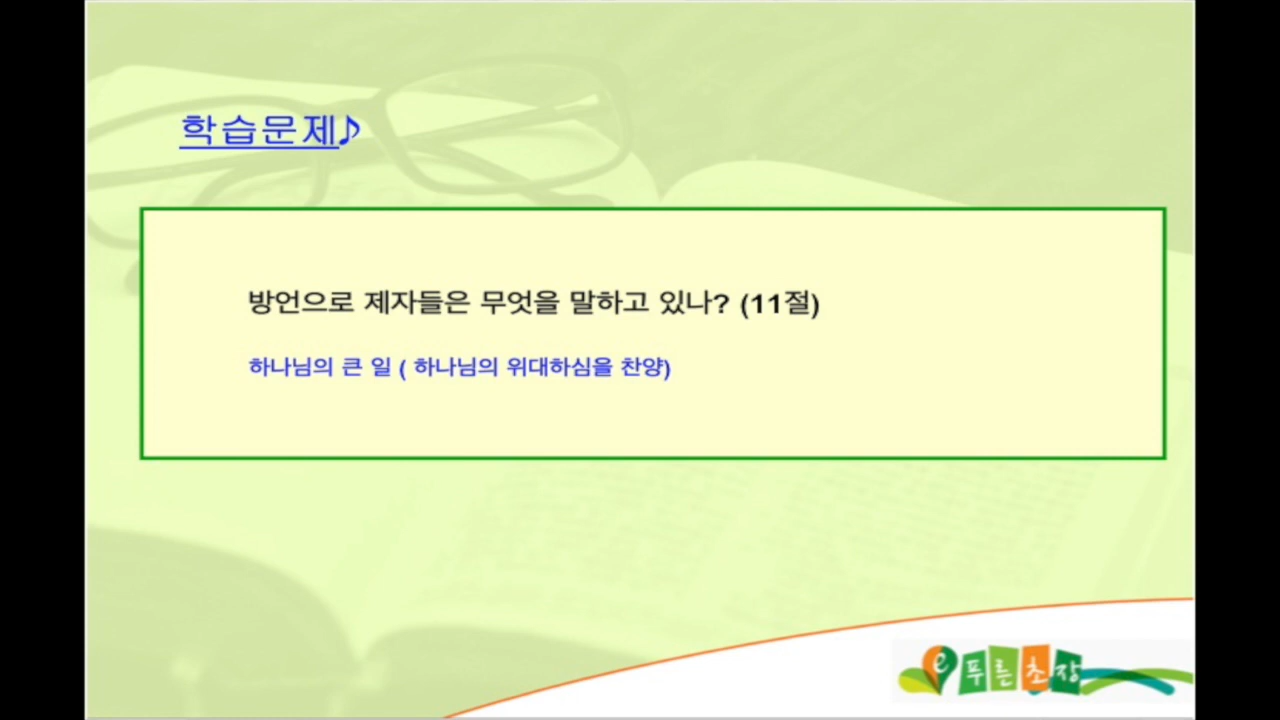 학습문제♪
방언으로 제자들은 무엇을 말하고 있나? (11절)
하나님의 큰 일 ( 하나님의 위대하심을 찬양)
e 푸른초장